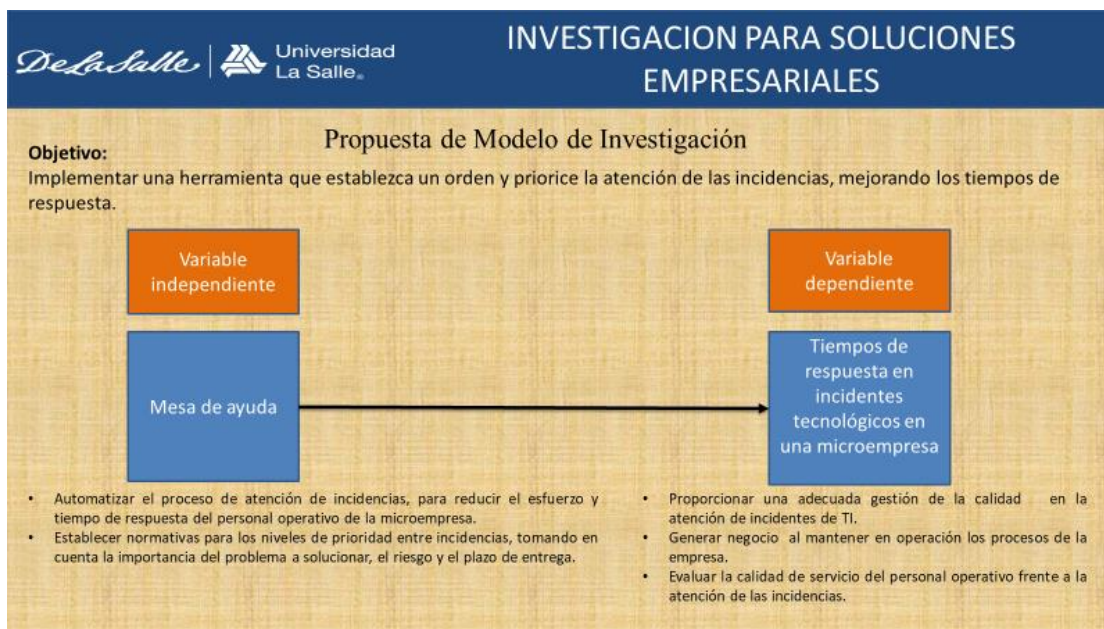 DeLaSalle
Universidad
La Salle®
INVESTIGACION PARA SOLUCIONES
EMPRESARIALES
Propuesta de Modelo de Investigación
Objetivo:
Implementar una herramienta que establezca un orden y priorice la atención de las incidencias, mejorando los tiempos de
respuesta.
Variable
independiente
Variable
dependiente
Mesa de ayuda
Tiempos de
respuesta en
incidentes
tecnológicos en
una microempresa
• Automatizar el proceso de atención de incidencias, para reducir el esfuerzo y
tiempo de respuesta del personal operativo de la microempresa.
• Establecer normativas para los niveles de prioridad entre incidencias, tomando en
cuenta la importancia del problema a solucionar, el riesgo y el plazo de entrega.
• Proporcionar una adecuada gestión de la calidad en la
atención de incidentes de TI.
• Generar negocio al mantener en operación los procesos de la
empresa.
• Evaluar la calidad de servicio del personal operativo frente a la
atención de las incidencias.